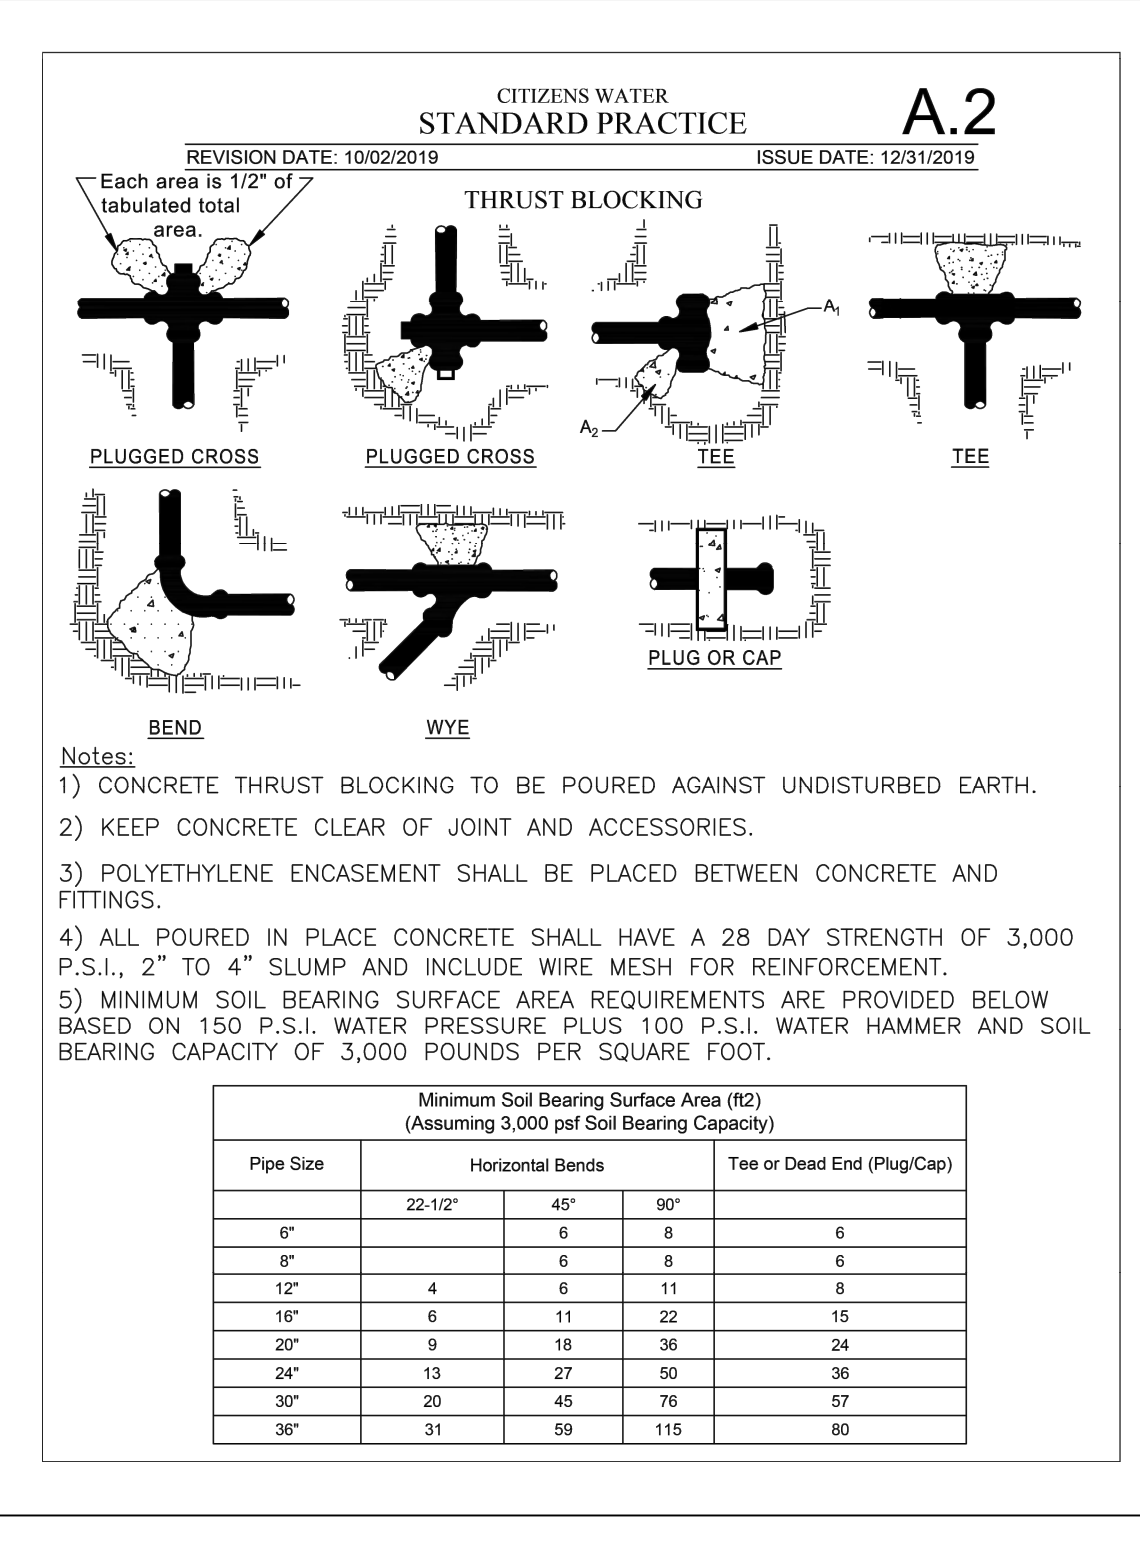 CITIZENS WATER
STANDARD PRACTICE
A.2
REVISION DATE: 10/02/2019
ISSUE DATE: 12/31/2019
Each area is 1/2" of
tabulated total
area.
THRUST BLOCKING
A1
A2
PLUGGED CROSS
PLUGGED CROSS
TEE
TEE
BEND
WYE
PLUG OR CAP
Notes:
1) CONCRETE THRUST BLOCKING TO BE POURED AGAINST UNDISTURBED EARTH.
2) KEEP CONCRETE CLEAR OF JOINT AND ACCESSORIES.
3) POLYETHYLENE ENCASEMENT SHALL BE PLACED BETWEEN CONCRETE AND
FITTINGS.
4) ALL POURED IN PLACE CONCRETE SHALL HAVE A 28 DAY STRENGTH OF 3,000
P.S.I., 2” TO 4” SLUMP AND INCLUDE WIRE MESH FOR REINFORCEMENT.
5) MINIMUM SOIL BEARING SURFACE AREA REQUIREMENTS ARE PROVIDED BELOW
BASED ON 150 P.S.I. WATER PRESSURE PLUS 100 P.S.I. WATER HAMMER AND SOIL
BEARING CAPACITY OF 3,000 POUNDS PER SQUARE FOOT.
Minimum Soil Bearing Surface Area (ft2)
(Assuming 3,000 psf Soil Bearing Capacity)
Pipe Size Horizontal Bends Tee or Dead End (Plug/Cap)
22-1/2° 45° 90°
6" 6 8 6
8" 6 8 6
12" 4 6 11 8
16" 6 11 22 15
20" 9 18 36 24
24" 13 27 50 36
30" 20 45 76 57
36" 31 59 115 80